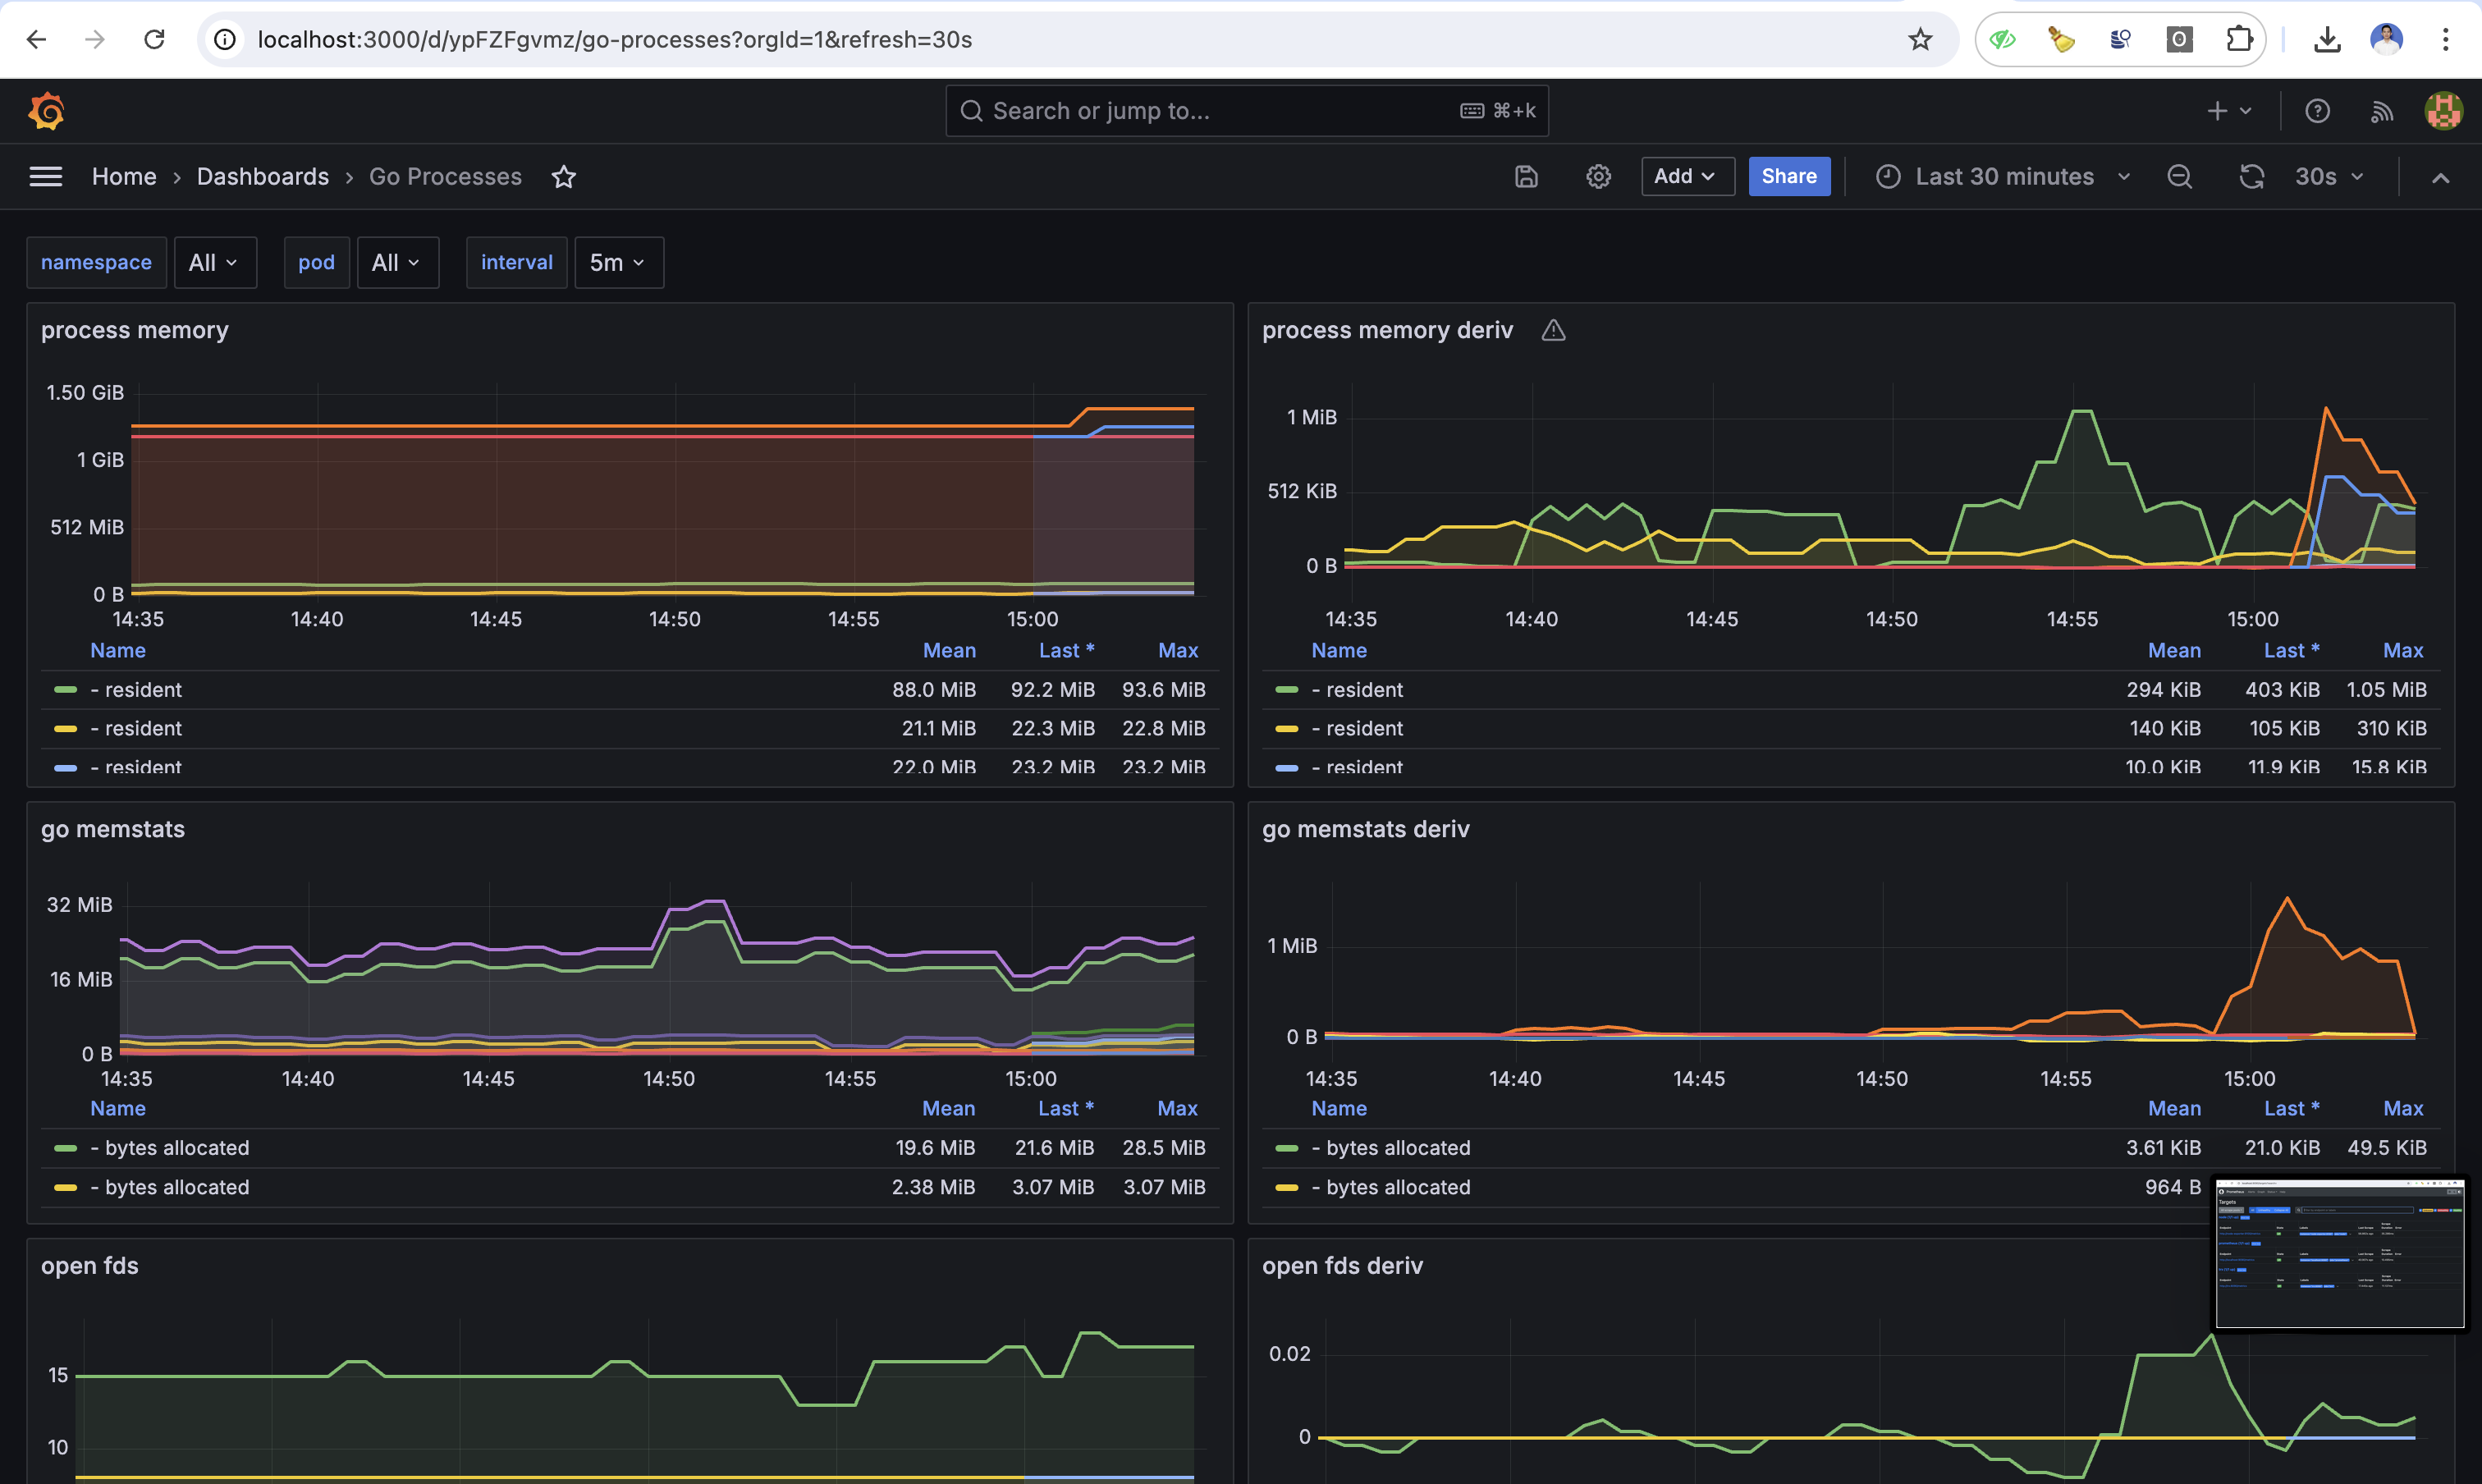 localhost:3000/d/ypFZFgvmz/go-processes?orgId=1&refresh=30s
Search or jump to... ⌘+k
Home › Dashboards › Go Processes Add Share Last 30 minutes 30s
namespace All pod All interval 5m
process memory
1.50 GiB
1 GiB
512 MiB
0 B
14:35 14:40 14:45 14:50 14:55 15:00
Name Mean Last * Max
- resident 88.0 MiB 92.2 MiB 93.6 MiB
- resident 21.1 MiB 22.3 MiB 22.8 MiB
- resident 22.0 MiB 23.2 MiB 23.2 MiB
process memory deriv
1 MiB
512 KiB
0 B
14:35 14:40 14:45 14:50 14:55 15:00
Name Mean Last * Max
- resident 294 KiB 403 KiB 1.05 MiB
- resident 140 KiB 105 KiB 310 KiB
- resident 10.0 KiB 11.9 KiB 15.8 KiB
go memstats
32 MiB
16 MiB
0 B
14:35 14:40 14:45 14:50 14:55 15:00
Name Mean Last * Max
- bytes allocated 19.6 MiB 21.6 MiB 28.5 MiB
- bytes allocated 2.38 MiB 3.07 MiB 3.07 MiB
go memstats deriv
1 MiB
0 B
14:35 14:40 14:45 14:50 14:55 15:00
Name Mean Last * Max
- bytes allocated 3.61 KiB 21.0 KiB 49.5 KiB
- bytes allocated 964 B
Targets
open fds
15
10
open fds deriv
0.02
0